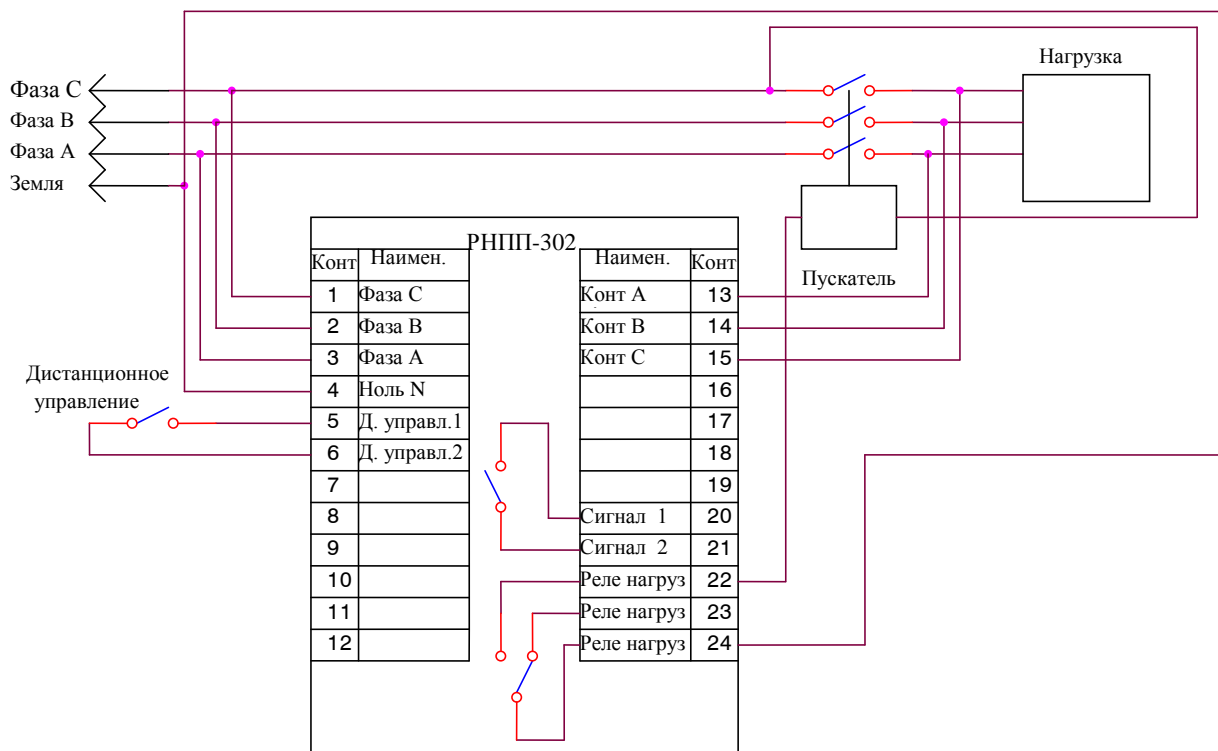 Нагрузка
Фаза C
Фаза B
Фаза A
Земля
РНПП-302
Пускатель
Дистанционное
управление
Конт Наимен.
1 Фаза C
2 Фаза B
3 Фаза A
4 Ноль N
5 Д. управл.1
6 Д. управл.2
7
8
9
10
11
12
Наимен. Конт
Конт A 13
Конт B 14
Конт C 15
16
17
18
19
Сигнал 1 20
Сигнал 2 21
Реле нагруз 22
Реле нагруз 23
Реле нагруз 24